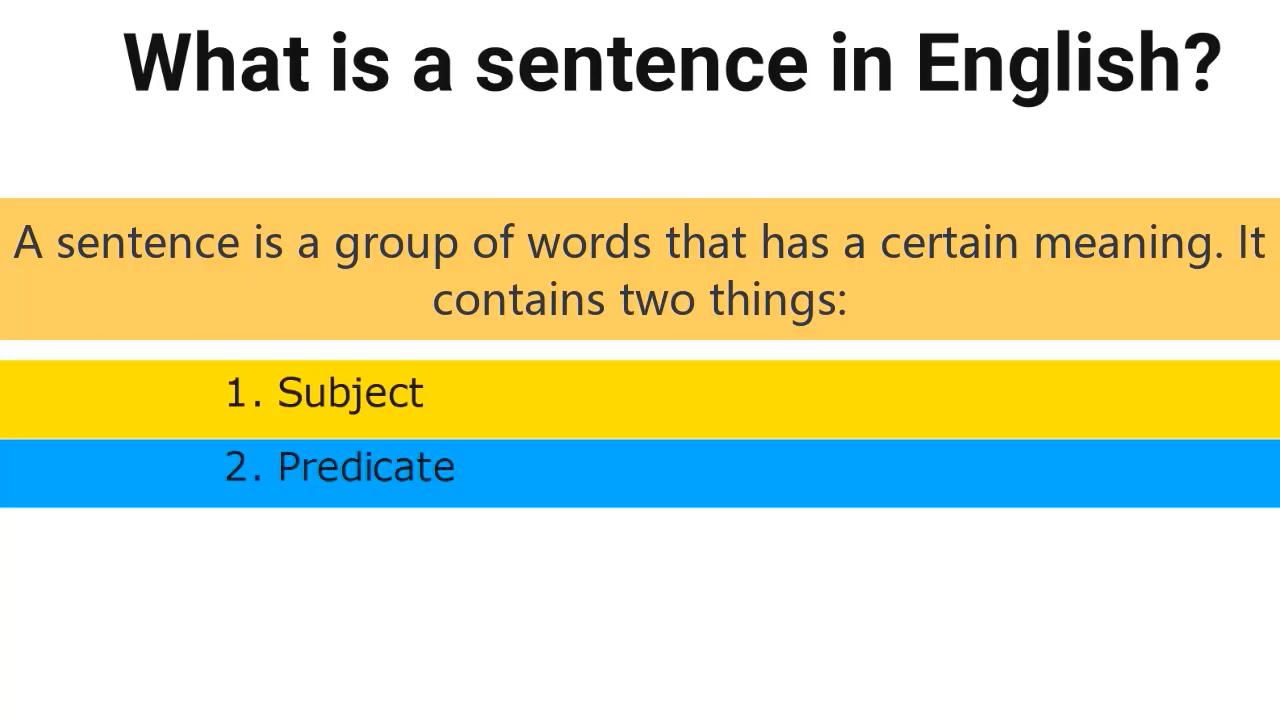 What is a sentence in English?
A sentence is a group of words that has a certain meaning. It
contains two things:
1. Subject
2. Predicate